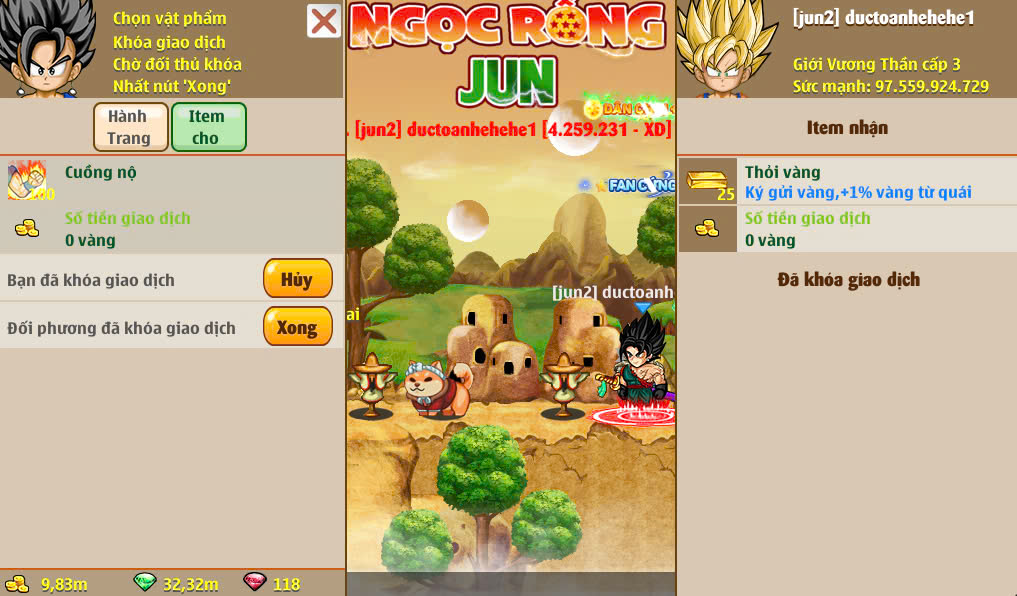 Chọn vật phẩm
Khóa giao dịch
Chờ đối thủ khóa
Nhất nút 'Xong'
Hành
Trang
Item
cho
Cuồng nộ
100
Số tiền giao dịch
0 vàng
Bạn đã khóa giao dịch
Hủy
Đối phương đã khóa giao dịch
Xong
9,83m
32,32m
118
NGỌC RỒNG
JUN
. [jun2] ductoanhehehe1 [4.259.231 - XD]
FAN CỨNG
[jun2] ductoanh
ai
[jun2] ductoanhehehe1
Giới Vương Thần cấp 3
Sức mạnh: 97.559.924.729
Item nhận
Thỏi vàng
Ký gửi vàng,+1% vàng từ quái
25
Số tiền giao dịch
0 vàng
Đã khóa giao dịch